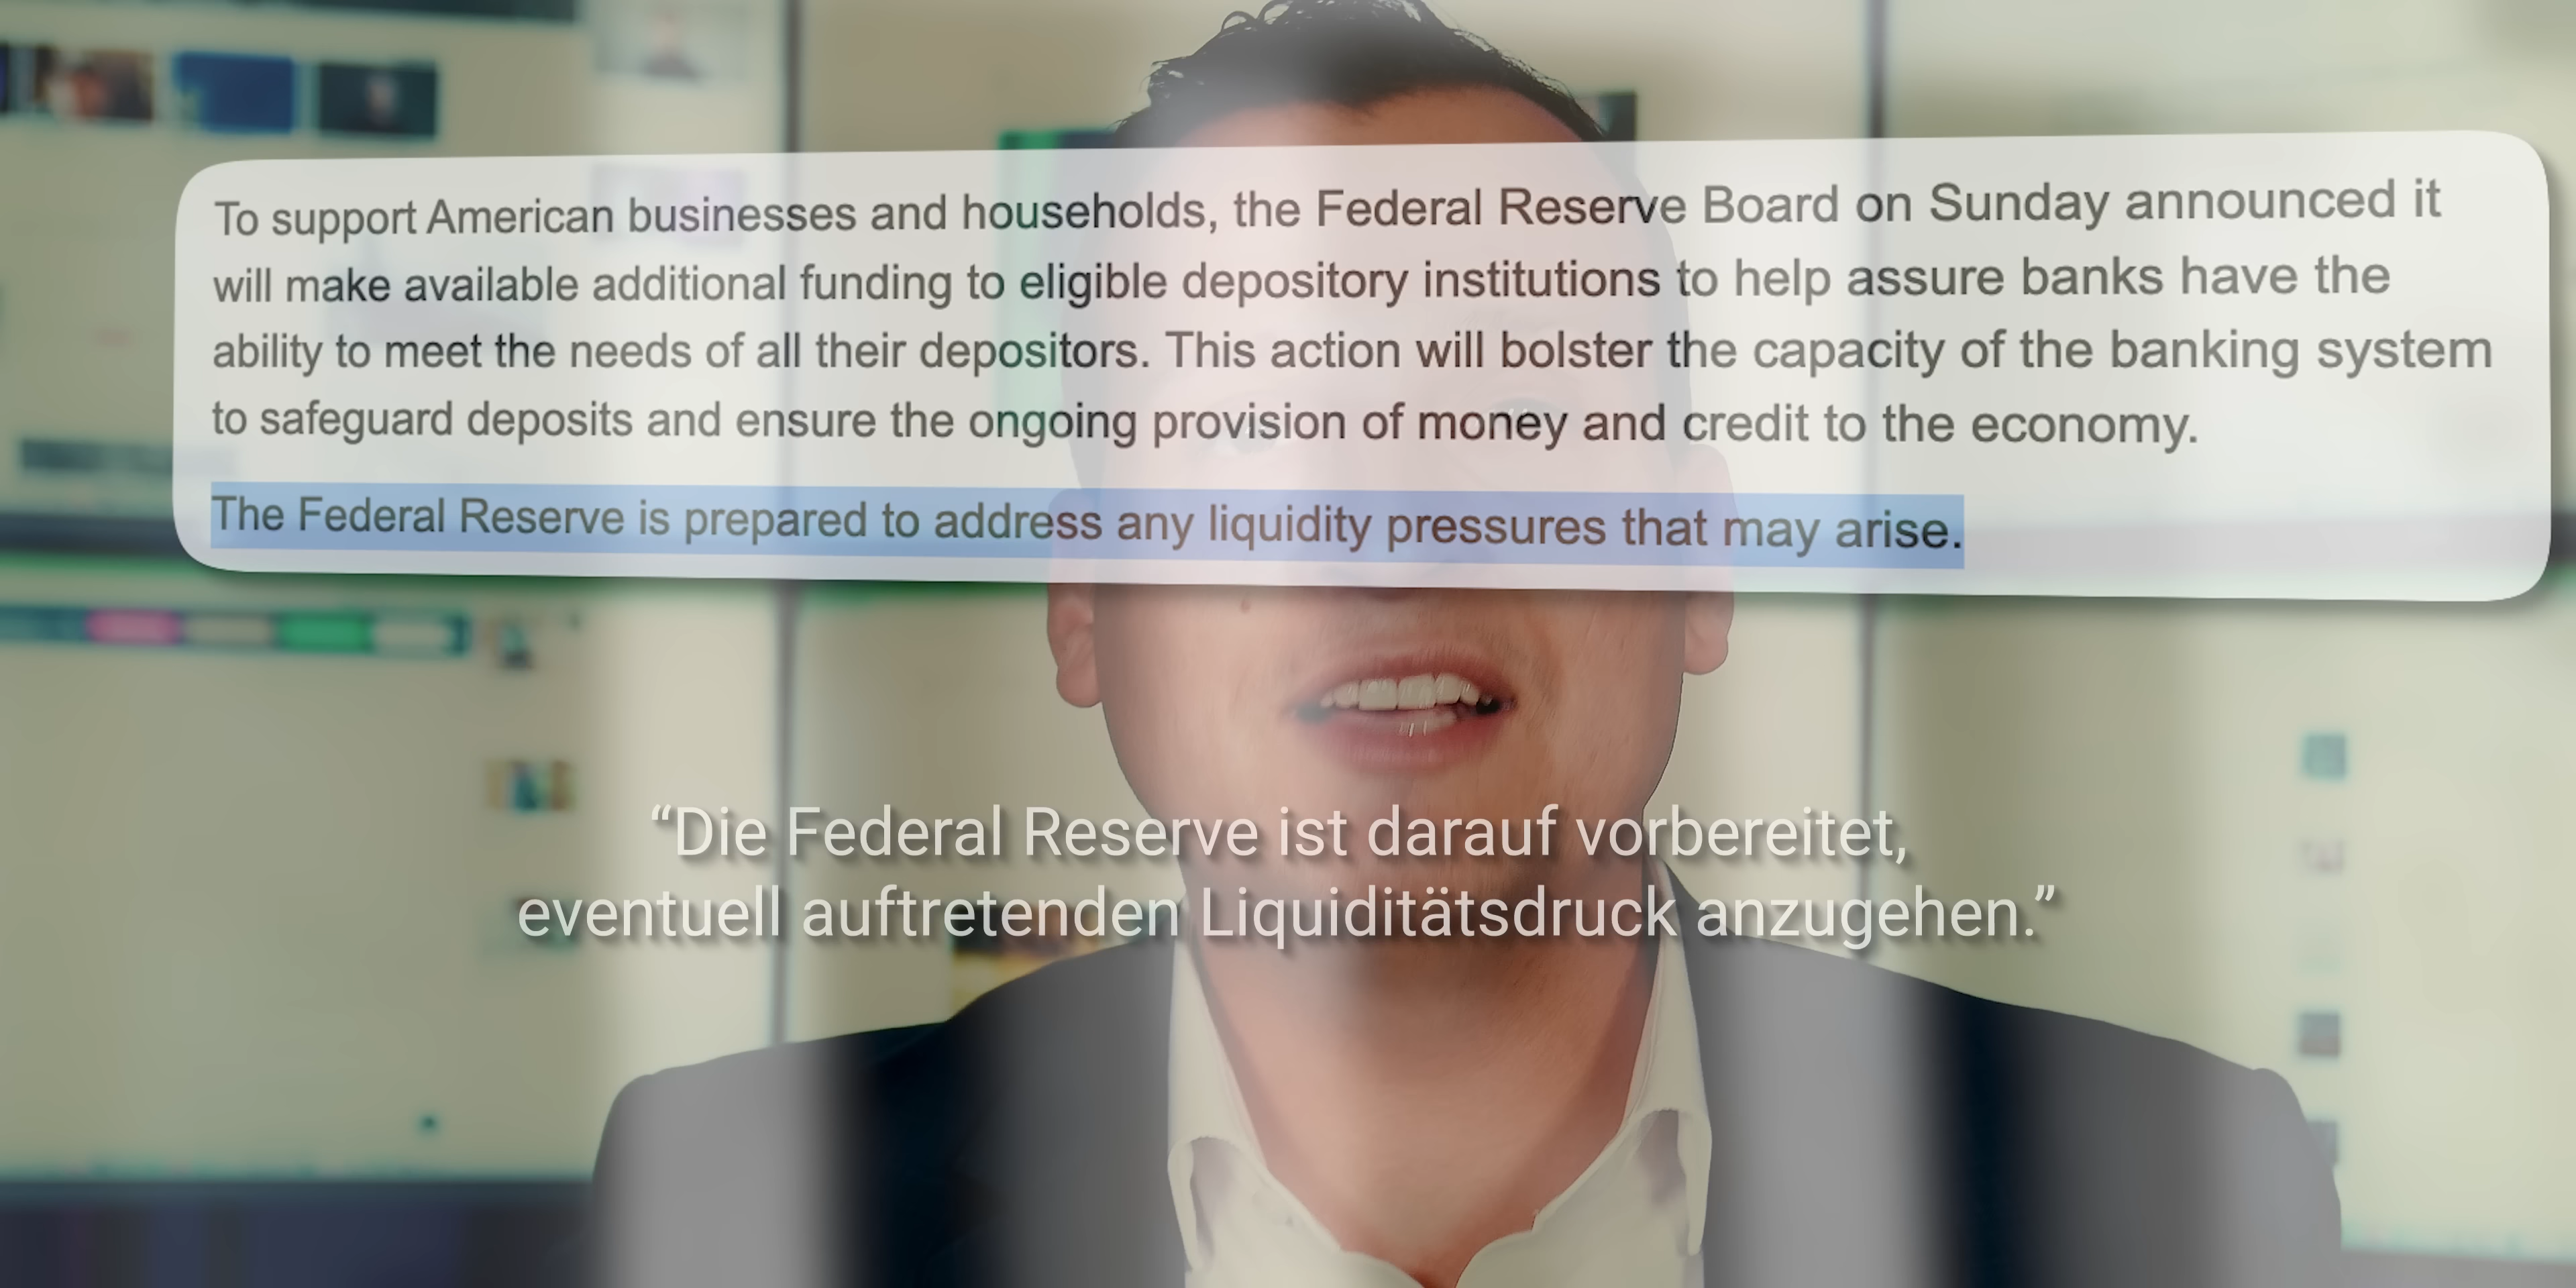 To support American businesses and households, the Federal Reserve Board on Sunday announced it
will make available additional funding to eligible depository institutions to help assure banks have the
ability to meet the needs of all their depositors. This action will bolster the capacity of the banking system
to safeguard deposits and ensure the ongoing provision of money and credit to the economy.
The Federal Reserve is prepared to address any liquidity pressures that may arise.
“Die Federal Reserve ist darauf vorbereitet,
eventuell auftretenden Liquiditätsdruck anzugehen.”